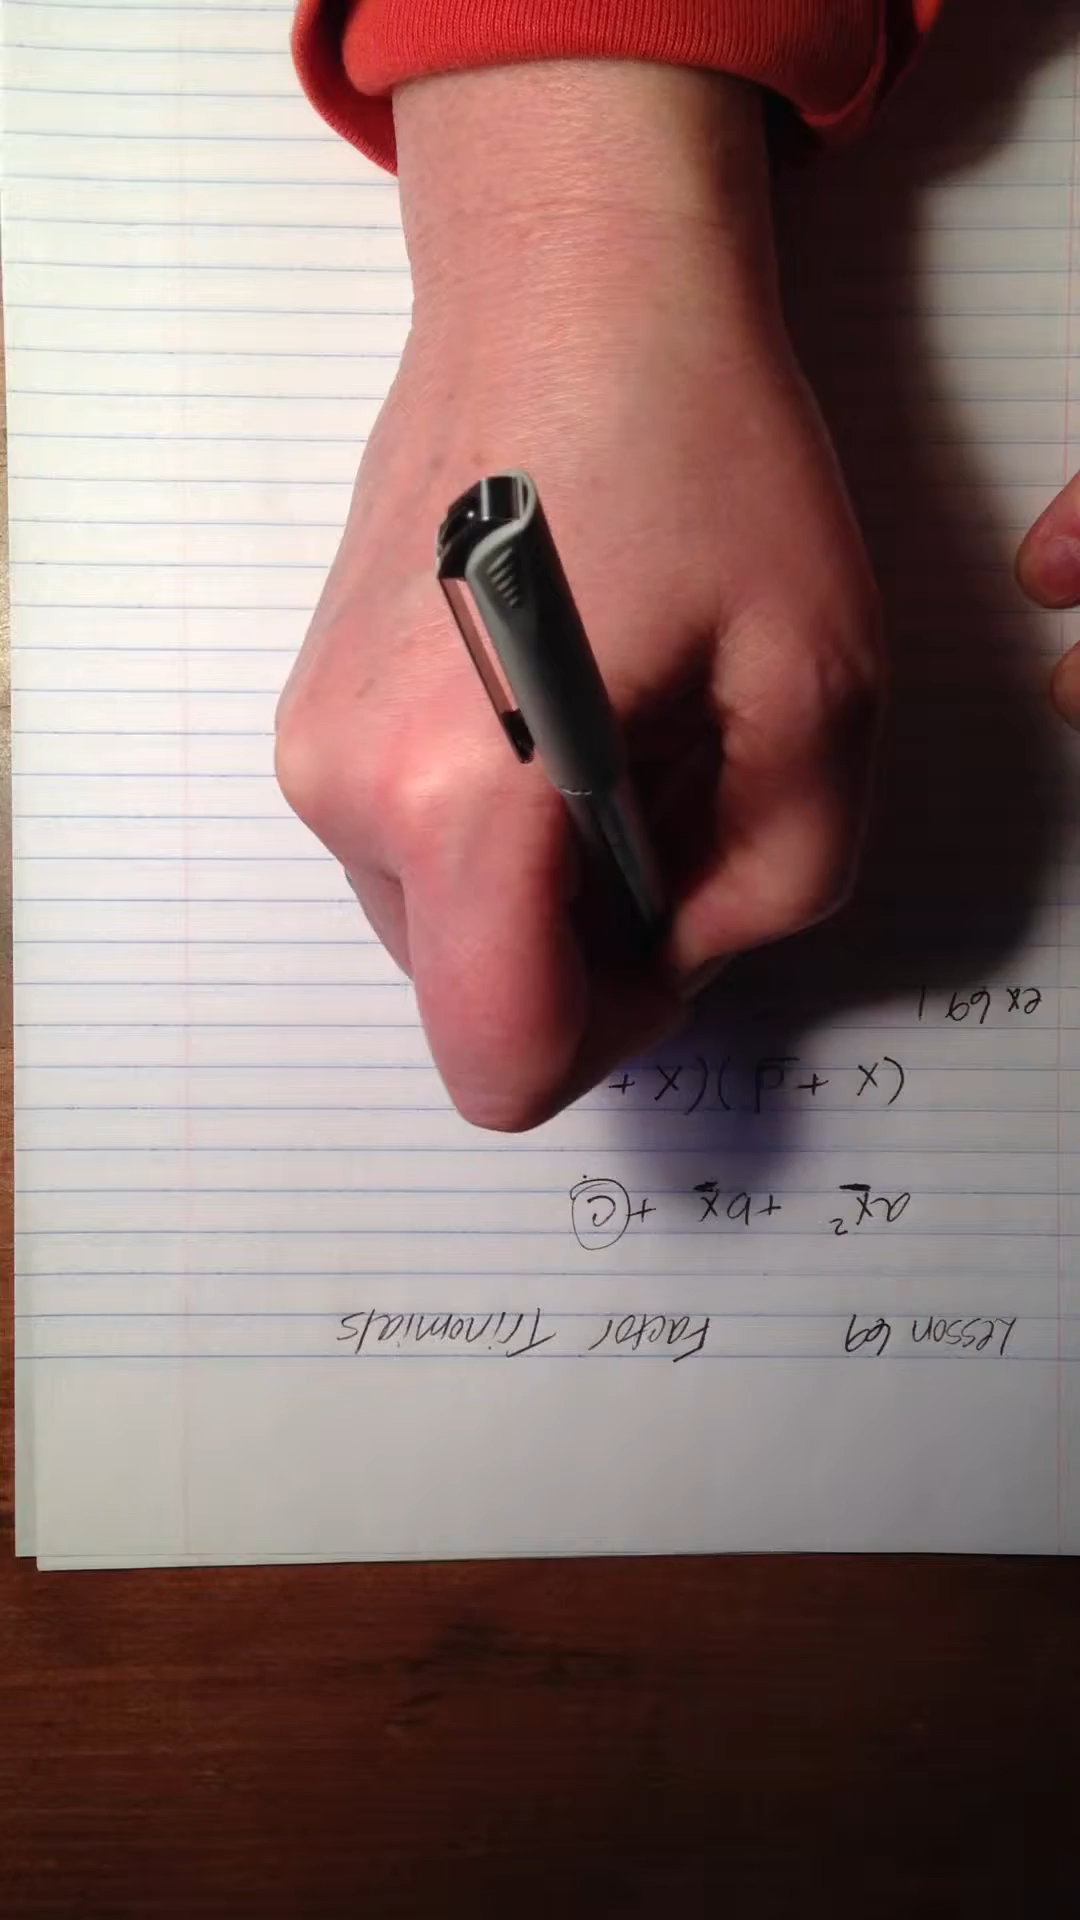 Lesson 69 Factor Trinomials
ax² + bx + c
(x + d)(x +
ex 69 1